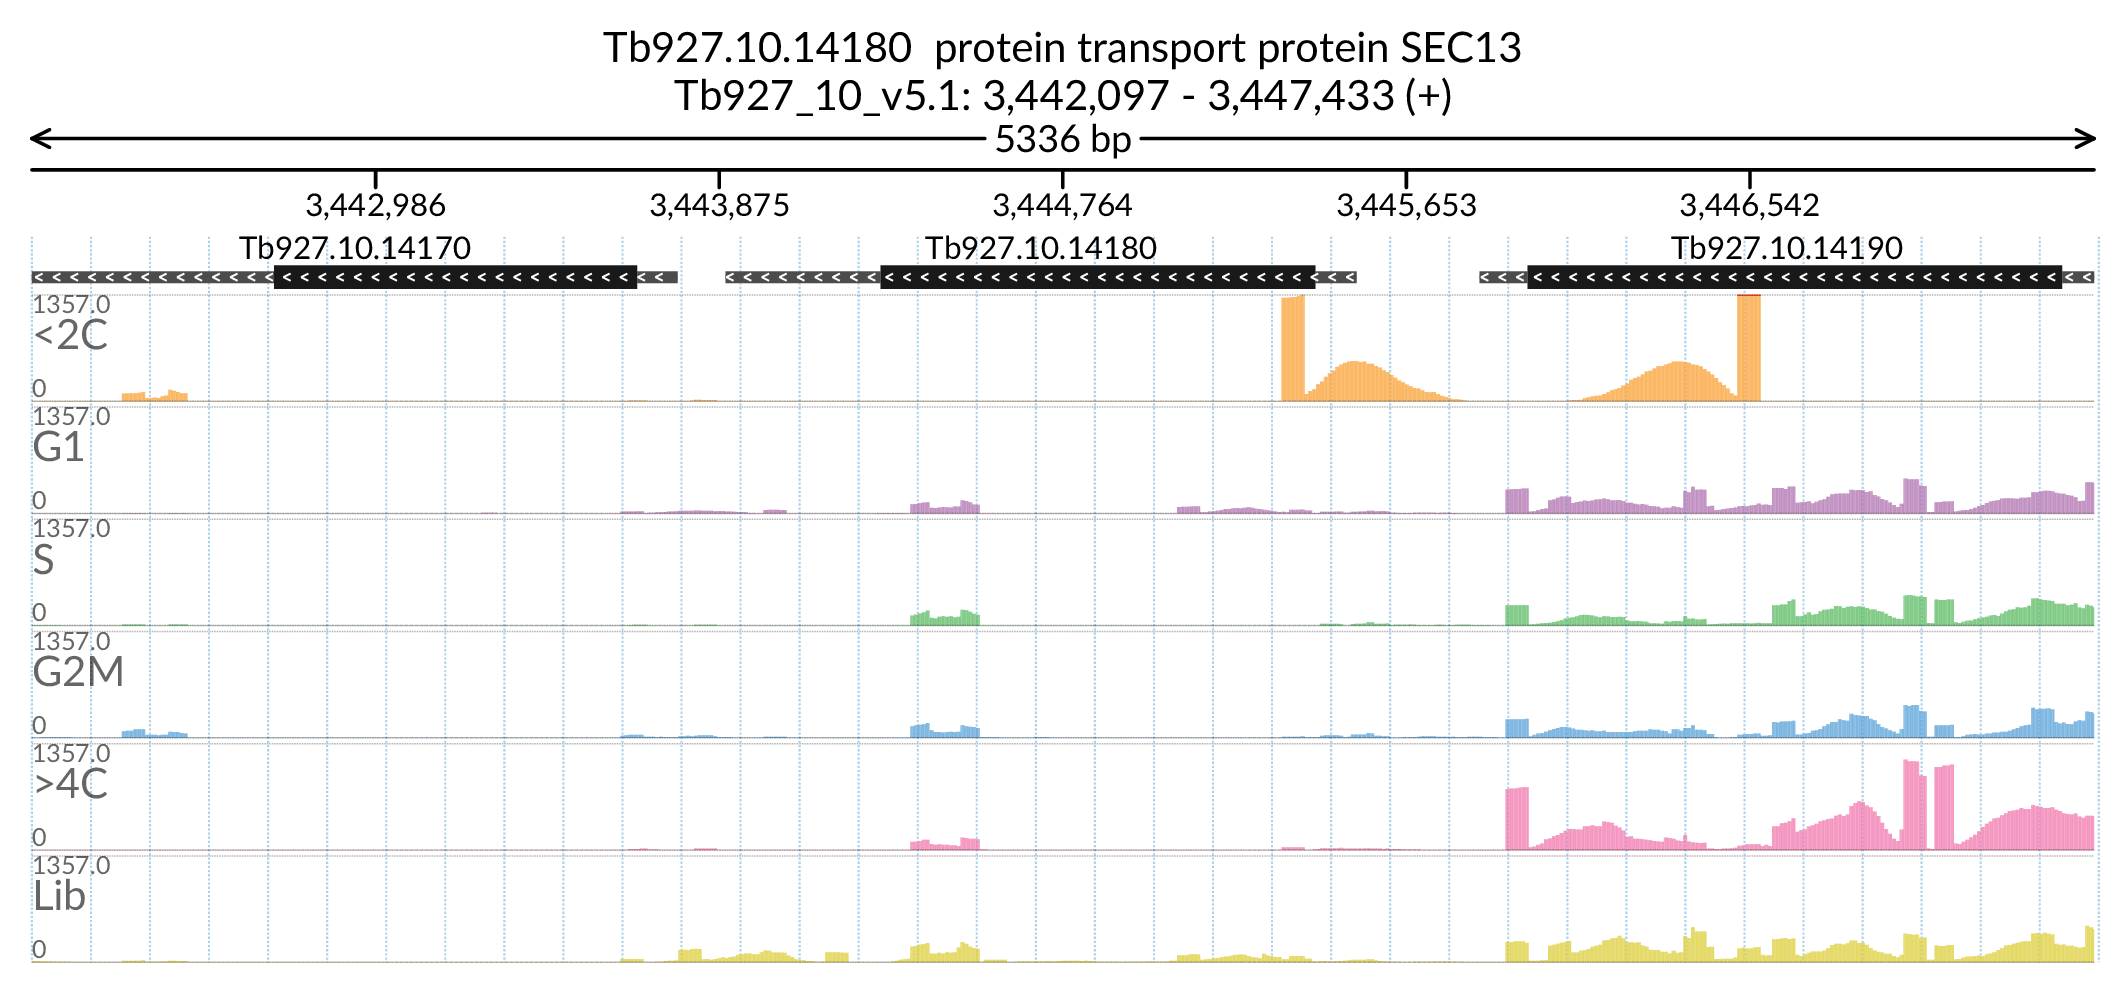 Tb927.10.14180  protein transport protein SEC13
Tb927_10_v5.1: 3,442,097 - 3,447,433 (+)
5336 bp
3,442,986 3,443,875 3,444,764 3,445,653 3,446,542
Tb927.10.14170 Tb927.10.14180 Tb927.10.14190
1357.0
<2C
0
1357.0
G1
0
1357.0
S
0
1357.0
G2M
0
1357.0
>4C
0
1357.0
Lib
0